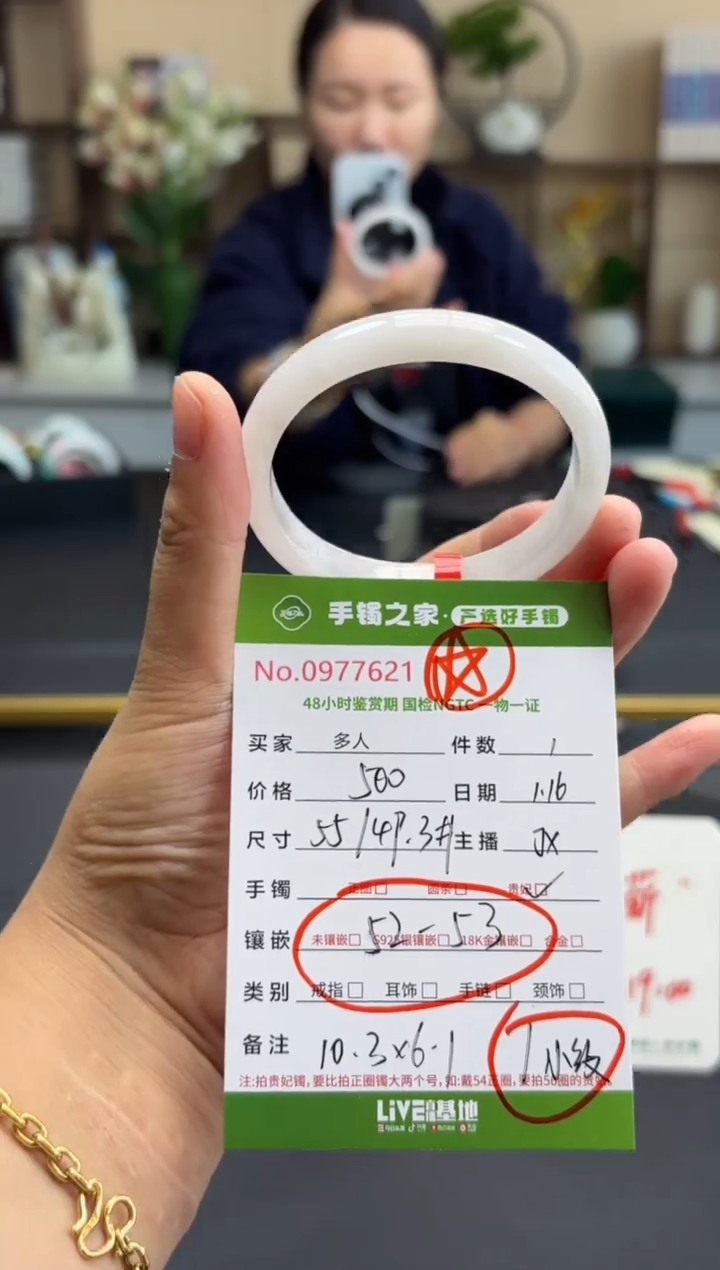 手镯之家·严选好手镯
No.0977621
48小时鉴赏期 国检NGTC 一物一证
买家 多人 件数 1
价格 500 日期 1.16
尺寸 55/49.3# 主播 JX
手镯 正圈□ 圆条□ 贵妃□ ✓
52-53
镶嵌 未镶嵌□ S925银镶嵌□ 18K金镶嵌□ 合金□
类别 戒指□ 耳饰□ 手链□ 颈饰□
备注 10.3×6.1 小纹
注:拍贵妃镯,要比拍正圈镯大两个号,如:戴54正圈,要拍56圈的贵妃
LiVE 基地
19.00